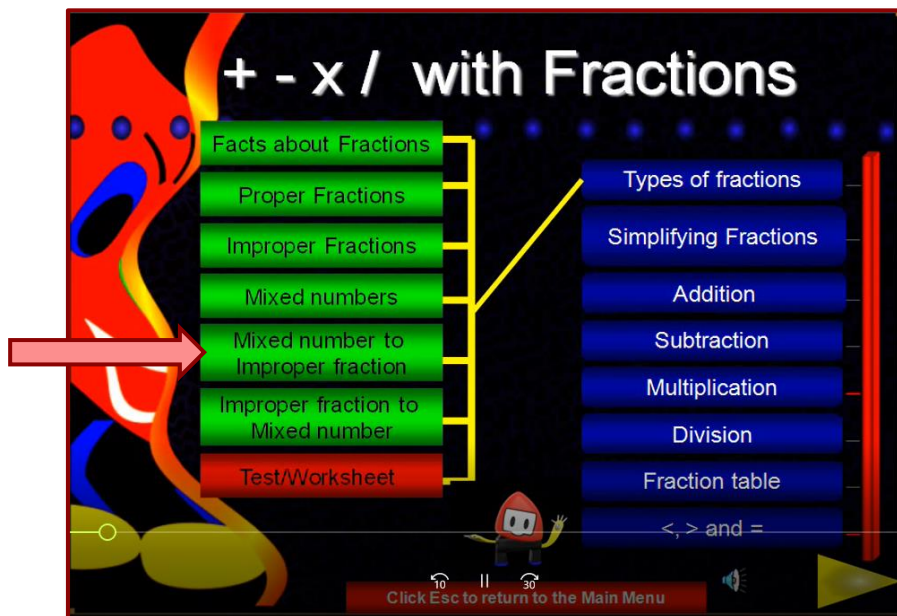 + - x / with Fractions
Facts about Fractions
Proper Fractions
Improper Fractions
Mixed numbers
Mixed number to
Improper fraction
Improper fraction to
Mixed number
Test/Worksheet
Types of fractions
Simplifying Fractions
Addition
Subtraction
Multiplication
Division
Fraction table
<, > and =
10
30
Click Esc to return to the Main Menu